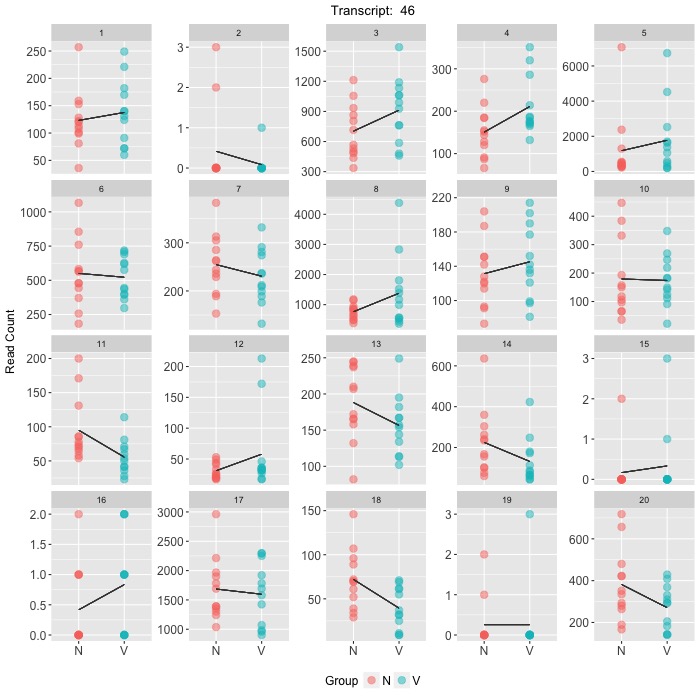 Transcript: 46
1 2 3 4 5
250 200 150 100 50
3 2 1 0
1500 1200 900 600 300
300 200 100
6000 4000 2000 0
6 7 8 9 10
1000 750 500 250
300 200
4000 3000 2000 1000
220 180 140 100
400 300 200 100
Read Count
11 12 13 14 15
200 150 100 50
200 150 100 50
250 200 150 100
600 400 200
3 2 1 0
16 17 18 19 20
2.0 1.5 1.0 0.5 0.0
3000 2500 2000 1500 1000
150 100 50
3 2 1 0
600 400 200
N V N V N V N V N V
Group N V